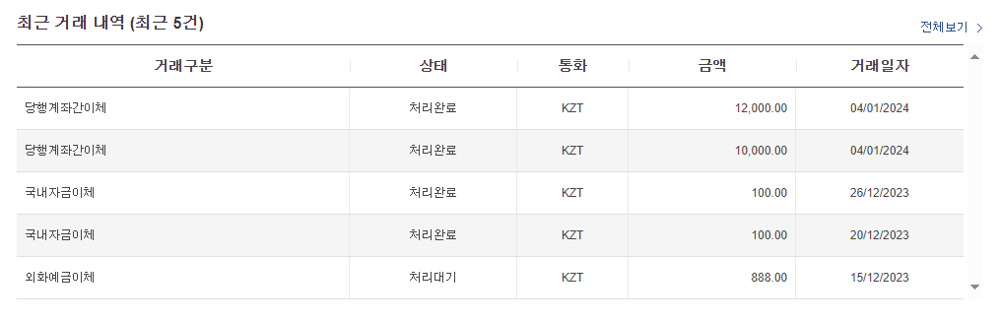 최근 거래 내역 (최근 5건)
전체보기
거래구분 상태 통화 금액 거래일자
당행계좌간이체 처리완료 KZT 12,000.00 04/01/2024
당행계좌간이체 처리완료 KZT 10,000.00 04/01/2024
국내자금이체 처리완료 KZT 100.00 26/12/2023
국내자금이체 처리완료 KZT 100.00 20/12/2023
외화예금이체 처리대기 KZT 888.00 15/12/2023